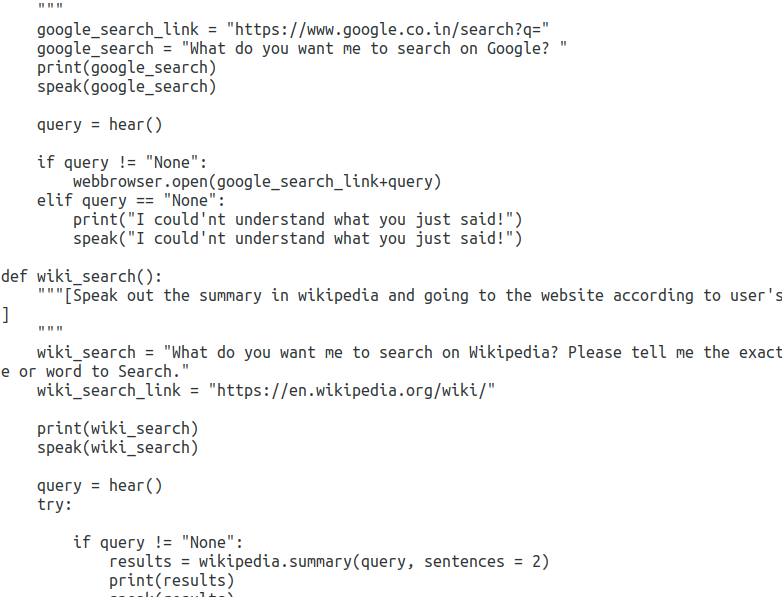 """
    google_search_link = "https://www.google.co.in/search?q="
    google_search = "What do you want me to search on Google? "
    print(google_search)
    speak(google_search)

    query = hear()

    if query != "None":
        webbrowser.open(google_search_link+query)
    elif query == "None":
        print("I could'nt understand what you just said!")
        speak("I could'nt understand what you just said!")

def wiki_search():
    """[Speak out the summary in wikipedia and going to the website according to user's
]
    """
    wiki_search = "What do you want me to search on Wikipedia? Please tell me the exact
e or word to Search."
    wiki_search_link = "https://en.wikipedia.org/wiki/"

    print(wiki_search)
    speak(wiki_search)

    query = hear()
    try:

        if query != "None":
            results = wikipedia.summary(query, sentences = 2)
            print(results)